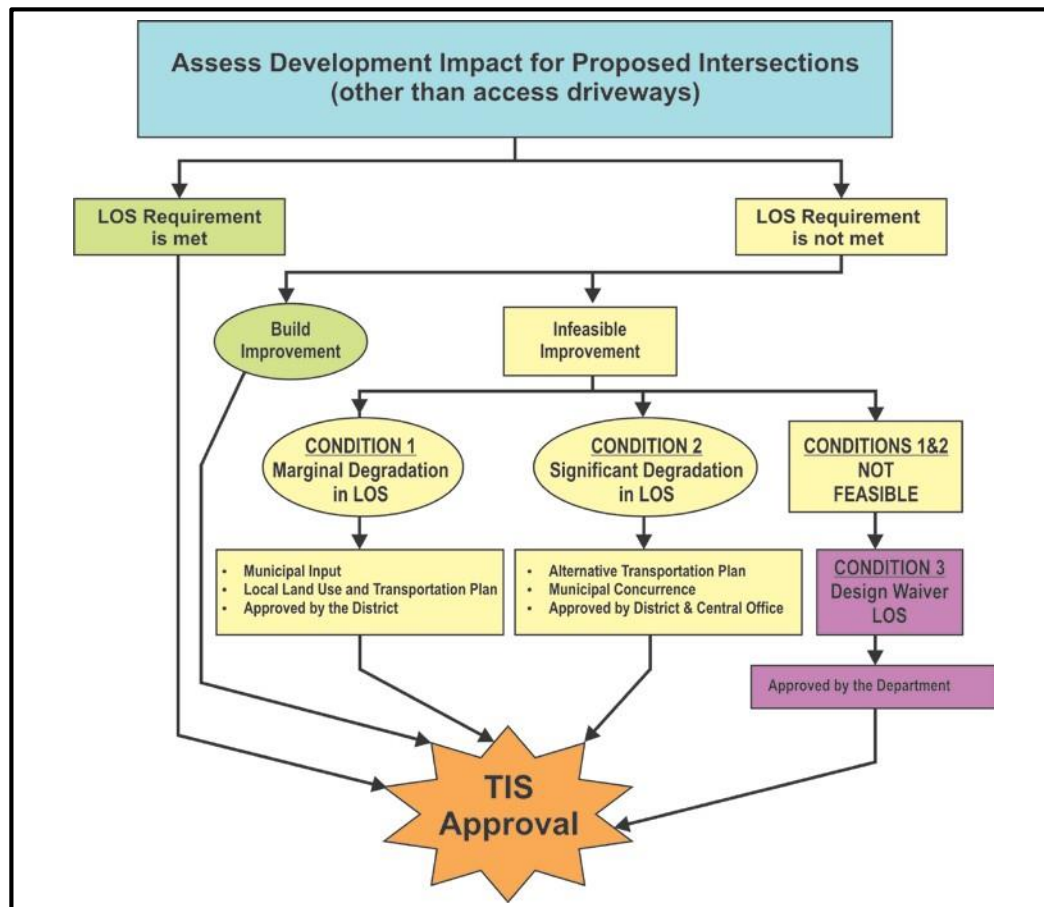 Assess Development Impact for Proposed Intersections
(other than access driveways)
LOS Requirement
is met
LOS Requirement
is not met
Build
Improvement
Infeasible
Improvement
CONDITION 1
Marginal Degradation
in LOS
CONDITION 2
Significant Degradation
in LOS
CONDITIONS 1&2
NOT
FEASIBLE
• Municipal Input
• Local Land Use and Transportation Plan
• Approved by the District
• Alternative Transportation Plan
• Municipal Concurrence
• Approved by District & Central Office
CONDITION 3
Design Waiver
LOS
Approved by the Department
TIS
Approval